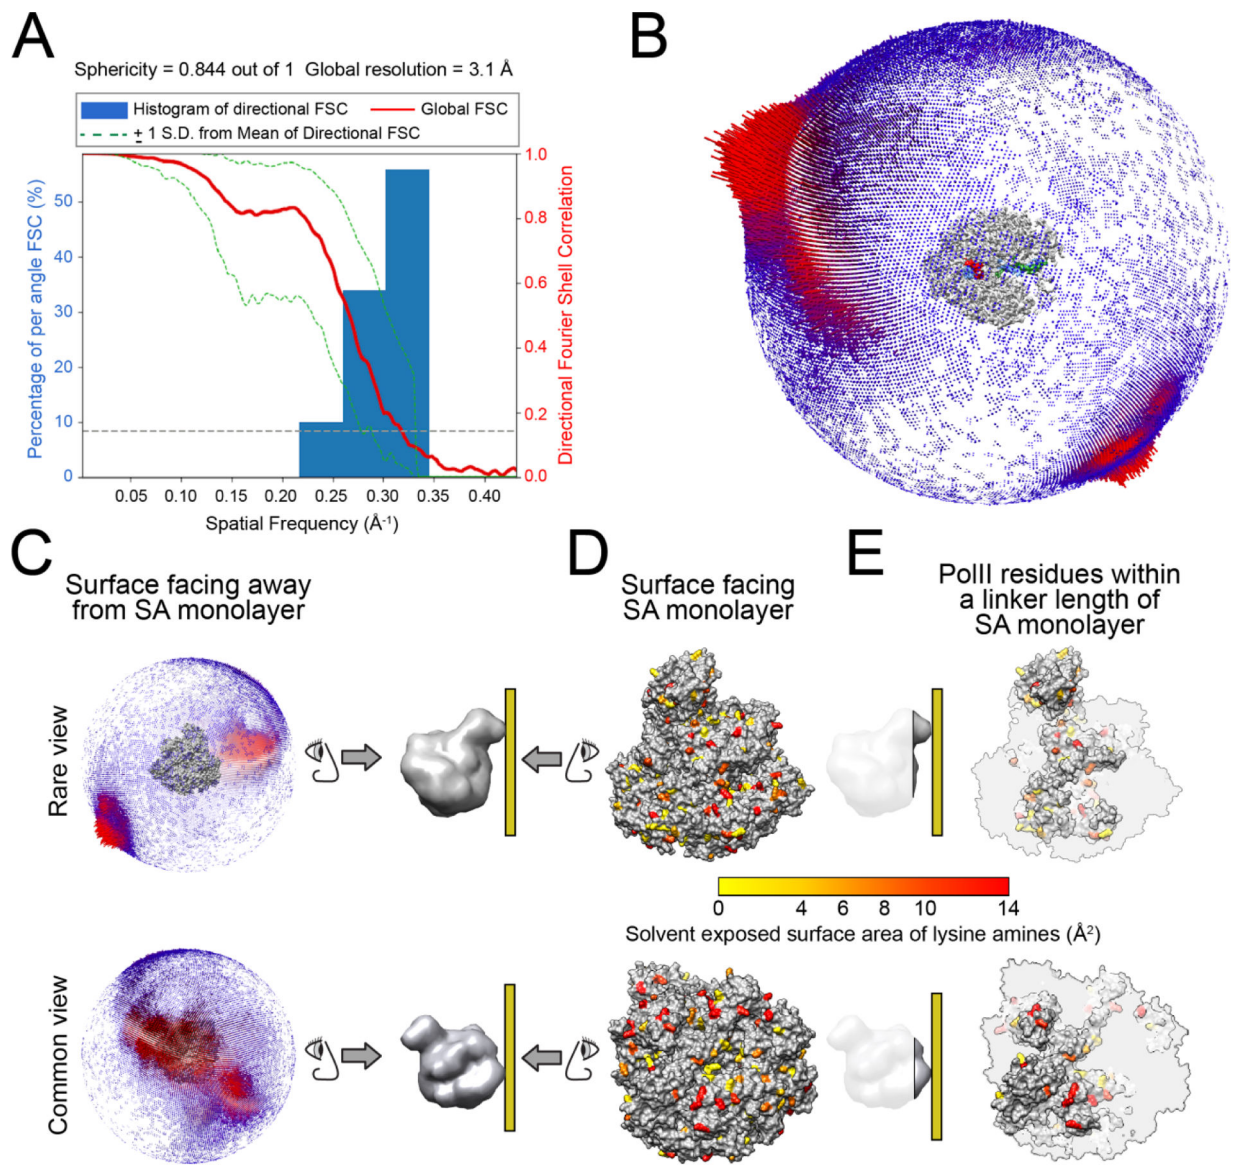 A
Sphericity = 0.844 out of 1 Global resolution = 3.1 Å
Histogram of directional FSC
Global FSC
± 1 S.D. from Mean of Directional FSC
Percentage of per angle FSC (%)
50
40
30
20
10
0
1.0
0.8
0.6
0.4
0.2
0.0
Directional Fourier Shell Correlation
0.05 0.10 0.15 0.20 0.25 0.30 0.35 0.40
Spatial Frequency (Å⁻¹)
B
C
Surface facing away
from SA monolayer
D
Surface facing
SA monolayer
E
PolII residues within
a linker length of
SA monolayer
Rare view
0 4 6 8 10 14
Solvent exposed surface area of lysine amines (Å²)
Common view